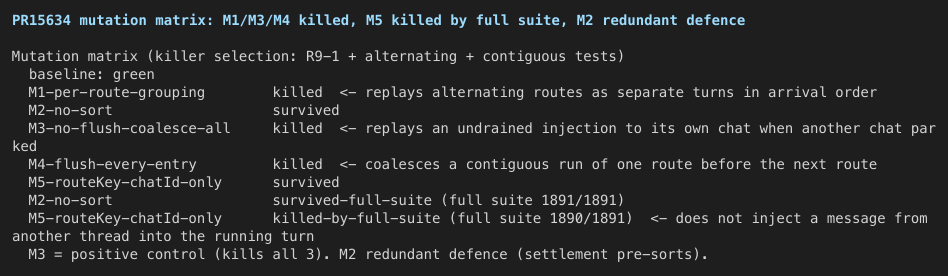 PR15634 mutation matrix: M1/M3/M4 killed, M5 killed by full suite, M2 redundant defence
Mutation matrix (killer selection: R9-1 + alternating + contiguous tests)
  baseline: green
  M1-per-route-grouping        killed  <- replays alternating routes as separate turns in arrival order
  M2-no-sort                   survived
  M3-no-flush-coalesce-all     killed  <- replays an undrained injection to its own chat when another chat par
ked
  M4-flush-every-entry         killed  <- coalesces a contiguous run of one route before the next route
  M5-routeKey-chatId-only      survived
  M2-no-sort                   survived-full-suite (full suite 1891/1891)
  M5-routeKey-chatId-only      killed-by-full-suite (full suite 1890/1891)  <- does not inject a message from
another thread into the running turn
  M3 = positive control (kills all 3). M2 redundant defence (settlement pre-sorts).